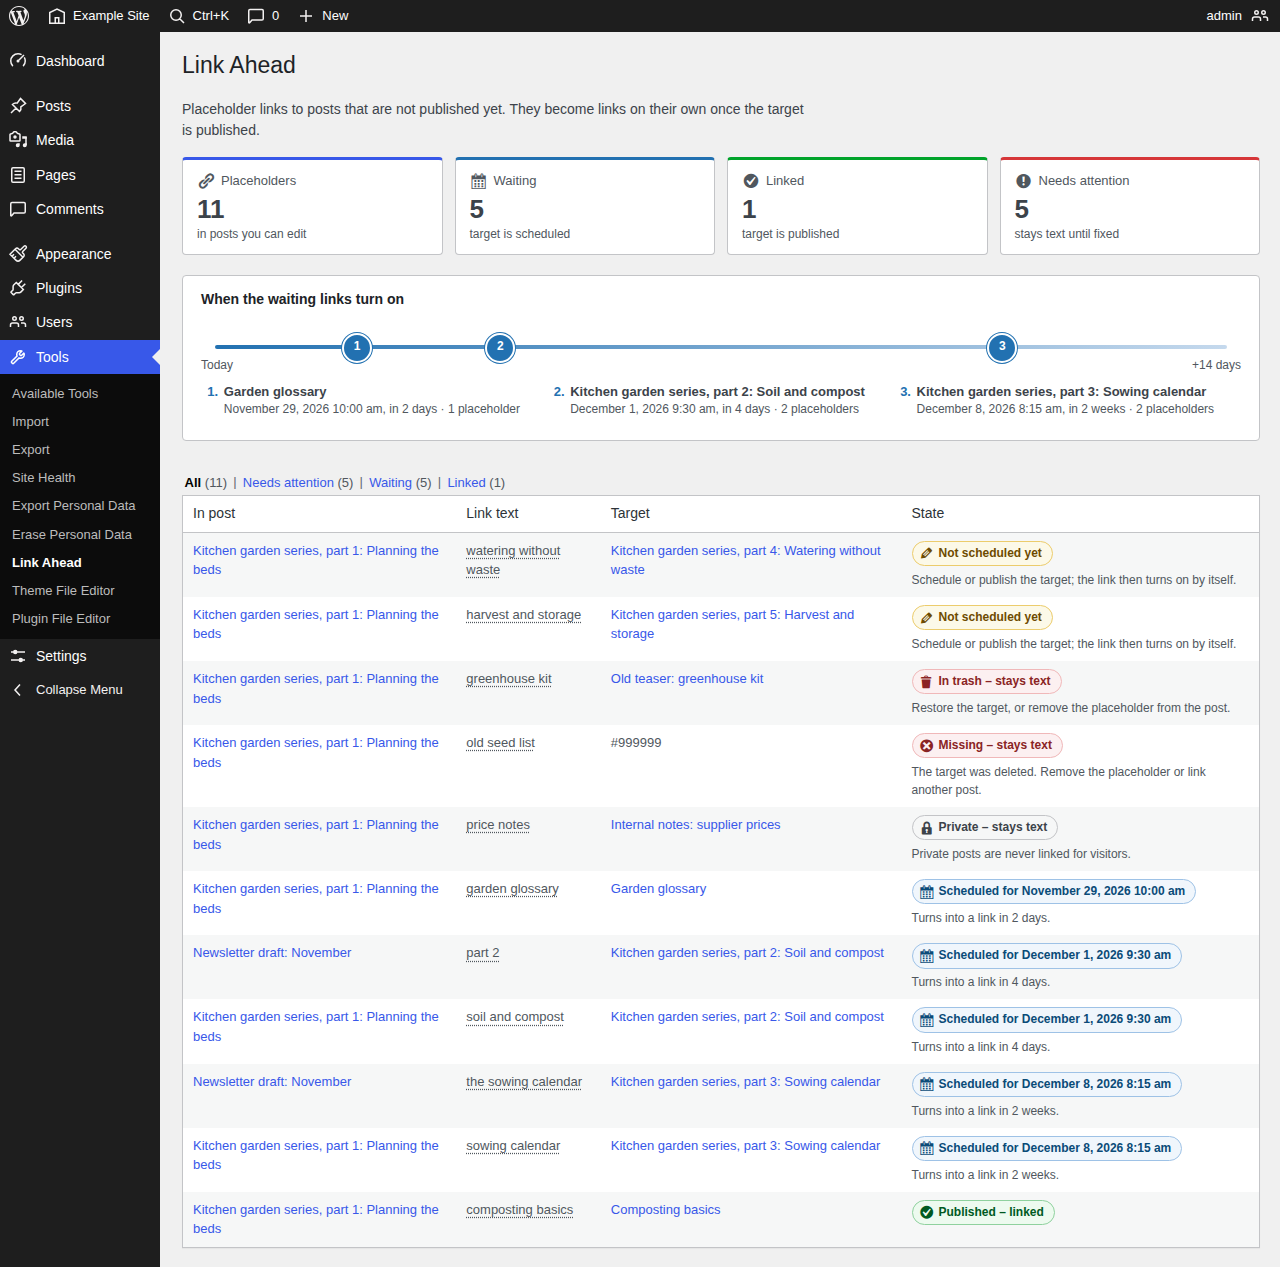 Example Site Ctrl+K 0 New admin
Dashboard
Posts
Media
Pages
Comments
Appearance
Plugins
Users
Tools
Available Tools
Import
Export
Site Health
Export Personal Data
Erase Personal Data
Link Ahead
Theme File Editor
Plugin File Editor
Settings
Collapse Menu
Link Ahead
Placeholder links to posts that are not published yet. They become links on their own once the target
is published.
Placeholders
11
in posts you can edit
Waiting
5
target is scheduled
Linked
1
target is published
Needs attention
5
stays text until fixed
When the waiting links turn on
1 2 3
Today +14 days
1. Garden glossary
November 29, 2026 10:00 am, in 2 days · 1 placeholder
2. Kitchen garden series, part 2: Soil and compost
December 1, 2026 9:30 am, in 4 days · 2 placeholders
3. Kitchen garden series, part 3: Sowing calendar
December 8, 2026 8:15 am, in 2 weeks · 2 placeholders
All (11) | Needs attention (5) | Waiting (5) | Linked (1)
In post Link text Target State
Kitchen garden series, part 1: Planning the
beds
watering without
waste
Kitchen garden series, part 4: Watering without
waste
Not scheduled yet
Schedule or publish the target; the link then turns on by itself.
Kitchen garden series, part 1: Planning the
beds
harvest and storage
Kitchen garden series, part 5: Harvest and
storage
Not scheduled yet
Schedule or publish the target; the link then turns on by itself.
Kitchen garden series, part 1: Planning the
beds
greenhouse kit
Old teaser: greenhouse kit
In trash – stays text
Restore the target, or remove the placeholder from the post.
Kitchen garden series, part 1: Planning the
beds
old seed list
#999999
Missing – stays text
The target was deleted. Remove the placeholder or link
another post.
Kitchen garden series, part 1: Planning the
beds
price notes
Internal notes: supplier prices
Private – stays text
Private posts are never linked for visitors.
Kitchen garden series, part 1: Planning the
beds
garden glossary
Garden glossary
Scheduled for November 29, 2026 10:00 am
Turns into a link in 2 days.
Newsletter draft: November
part 2
Kitchen garden series, part 2: Soil and compost
Scheduled for December 1, 2026 9:30 am
Turns into a link in 4 days.
Kitchen garden series, part 1: Planning the
beds
soil and compost
Kitchen garden series, part 2: Soil and compost
Scheduled for December 1, 2026 9:30 am
Turns into a link in 4 days.
Newsletter draft: November
the sowing calendar
Kitchen garden series, part 3: Sowing calendar
Scheduled for December 8, 2026 8:15 am
Turns into a link in 2 weeks.
Kitchen garden series, part 1: Planning the
beds
sowing calendar
Kitchen garden series, part 3: Sowing calendar
Scheduled for December 8, 2026 8:15 am
Turns into a link in 2 weeks.
Kitchen garden series, part 1: Planning the
beds
composting basics
Composting basics
Published – linked